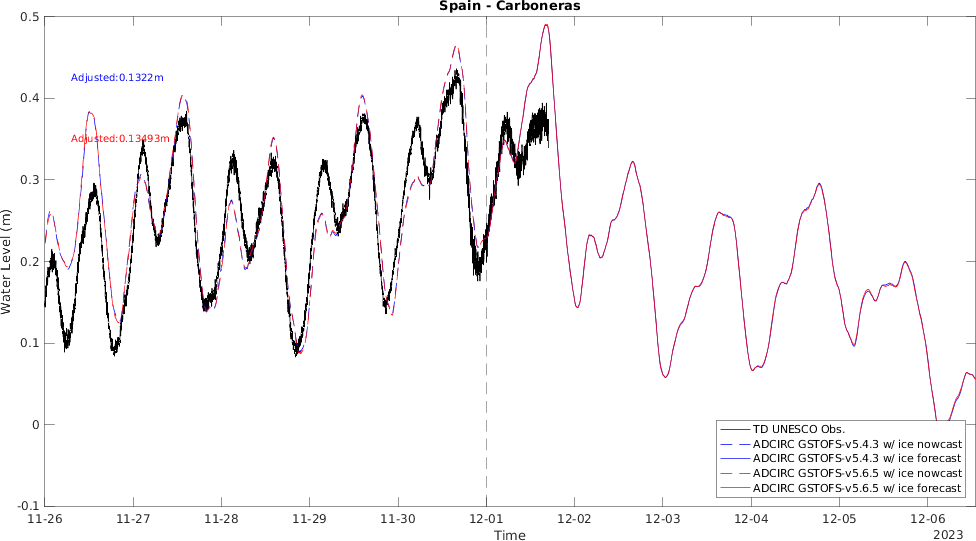 Spain - Carboneras
0.5
0.4
0.3
0.2
0.1
0
-0.1
Water Level (m)
Adjusted:0.1322m
Adjusted:0.13493m
TD UNESCO Obs.
ADCIRC GSTOFS-v5.4.3 w/ ice nowcast
ADCIRC GSTOFS-v5.4.3 w/ ice forecast
ADCIRC GSTOFS-v5.6.5 w/ ice nowcast
ADCIRC GSTOFS-v5.6.5 w/ ice forecast
11-26 11-27 11-28 11-29 11-30 12-01 12-02 12-03 12-04 12-05 12-06
Time
2023